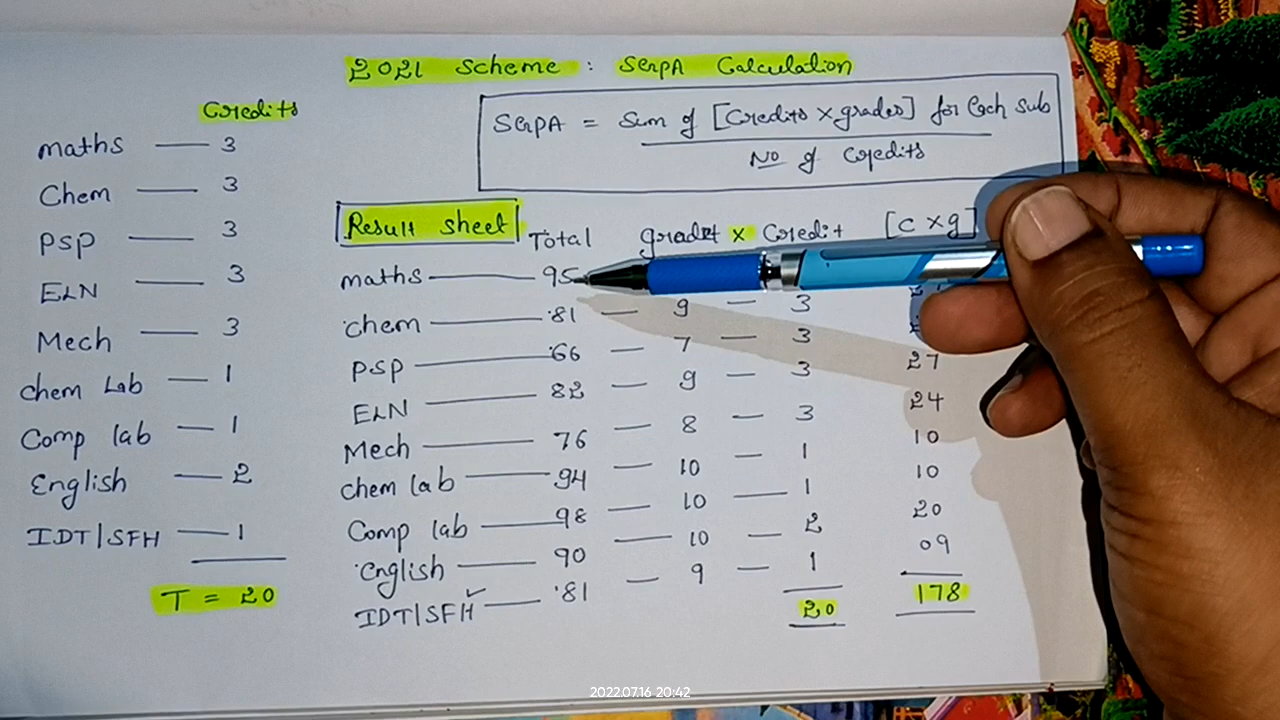 2021 Scheme : SGPA Calculation
Credits
SGPA = Sum of [Credits x grades] for Each Sub
No of Credits
maths — 3
Chem — 3
PSP — 3
ELN — 3
Mech — 3
Chem Lab — 1
Comp lab — 1
English — 2
IDT/SFH — 1
T = 20
Result sheet
Total grade x Credit [C x g]
maths — 95
chem — 81 — 9 — 3
PSP — 66 — 7 — 3
ELN — 82 — 9 — 3 27
Mech — 76 — 8 — 3 24
chem lab — 94 — 10 — 1 10
Comp lab — 98 — 10 — 1 10
English — 90 — 10 — 2 20
IDT/SFH ✓ — 81 — 9 — 1 09
20 178
2022.07.16 20:42